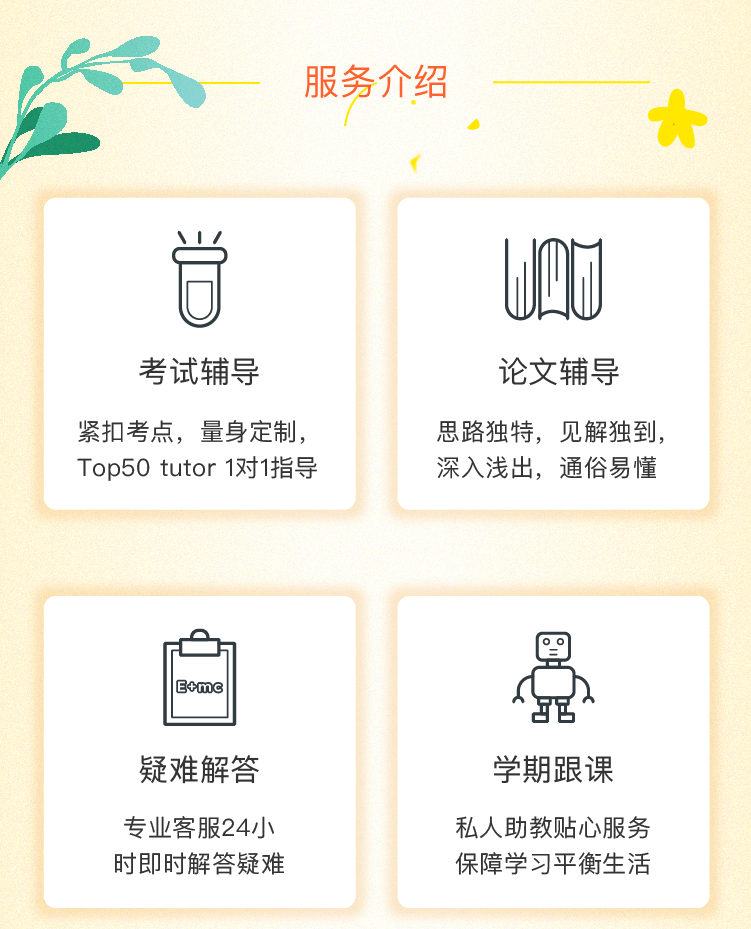 服务介绍
考试辅导
紧扣考点，量身定制，
Top50 tutor 1对1指导
论文辅导
思路独特，见解独到，
深入浅出，通俗易懂
E+mc
疑难解答
专业客服24小
时即时解答疑难
学期跟课
私人助教贴心服务
保障学习平衡生活